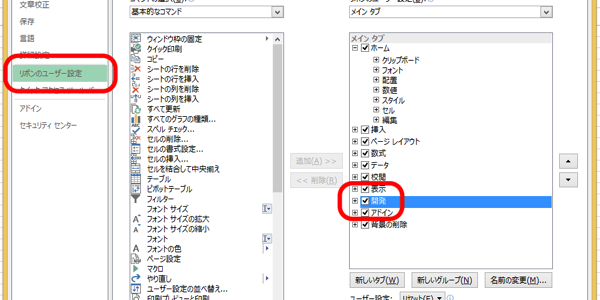 文章校正
保存
言語
リボンのユーザー設定
アドイン
セキュリティ センター
基本的なコマンド
ウィンドウ枠の固定
クイック印刷
コピー
シートの行を削除
シートの行を挿入
シートの列を削除
シートの列を挿入
すべて更新
すべてのグラフの種類...
スペル チェック...
セルの削除...
セルの書式設定...
セルの挿入...
セルを結合して中央揃え
テーブル
ピボットテーブル
フィルター
フォント サイズ
フォント サイズの拡大
フォント サイズの縮小
フォント
フォントの色
ページ設定
マクロ
やり直し
ユーザー設定の並べ替え...
印刷プレビューと印刷
追加(A) >>
<< 削除(R)
メイン タブ
メイン タブ
ホーム
クリップボード
フォント
配置
数値
スタイル
セル
編集
挿入
ページ レイアウト
数式
データ
校閲
表示
開発
アドイン
背景の削除
新しいタブ(W)
新しいグループ(N)
名前の変更(M)...
ユーザー設定:
リセット(E)